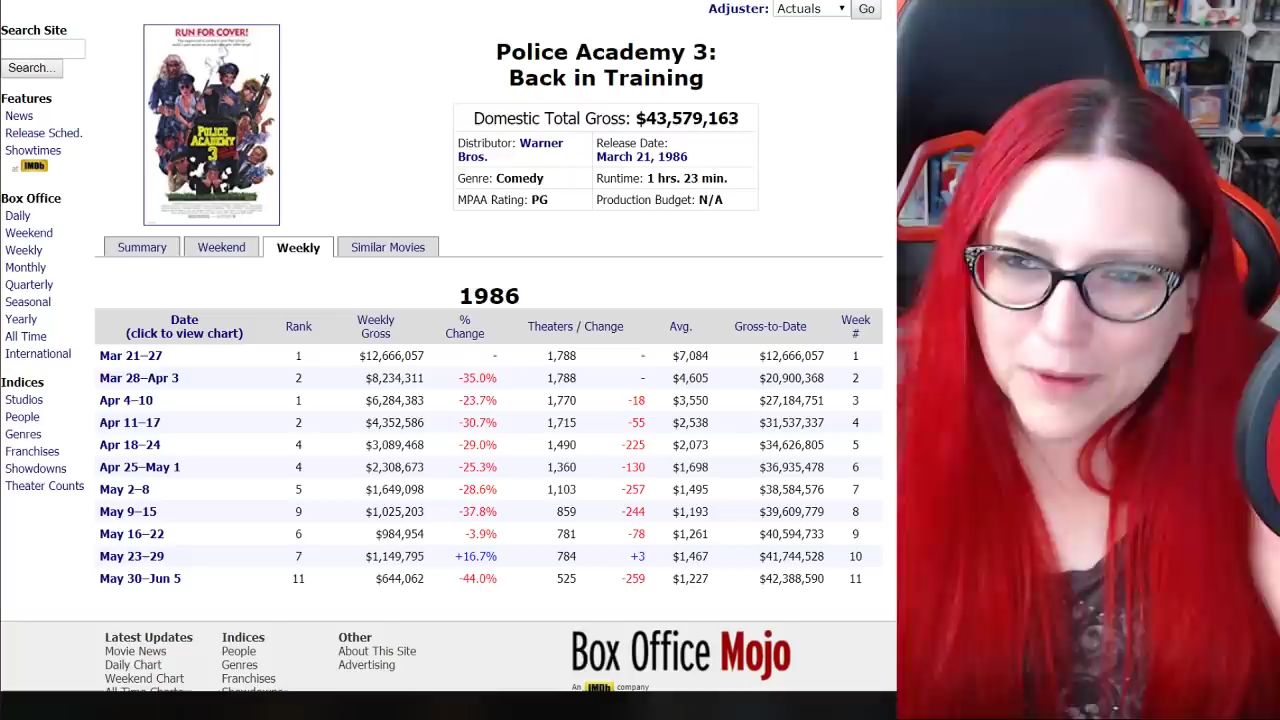 Adjuster: Actuals Go
Search Site
Search...
Features
News
Release Sched.
Showtimes
at IMDb
Box Office
Daily
Weekend
Weekly
Monthly
Quarterly
Seasonal
Yearly
All Time
International
Indices
Studios
People
Genres
Franchises
Showdowns
Theater Counts
RUN FOR COVER!
POLICE
ACADEMY
3
Police Academy 3:
Back in Training
Domestic Total Gross: $43,579,163
Distributor: Warner
Bros.
Release Date:
March 21, 1986
Genre: Comedy
Runtime: 1 hrs. 23 min.
MPAA Rating: PG
Production Budget: N/A
Summary Weekend Weekly Similar Movies
1986
Date
(click to view chart)
Rank
Weekly
Gross
%
Change
Theaters / Change
Avg.
Gross-to-Date
Week
#
Mar 21–27 1 $12,666,057 - 1,788 - $7,084 $12,666,057 1
Mar 28–Apr 3 2 $8,234,311 -35.0% 1,788 - $4,605 $20,900,368 2
Apr 4–10 1 $6,284,383 -23.7% 1,770 -18 $3,550 $27,184,751 3
Apr 11–17 2 $4,352,586 -30.7% 1,715 -55 $2,538 $31,537,337 4
Apr 18–24 4 $3,089,468 -29.0% 1,490 -225 $2,073 $34,626,805 5
Apr 25–May 1 4 $2,308,673 -25.3% 1,360 -130 $1,698 $36,935,478 6
May 2–8 5 $1,649,098 -28.6% 1,103 -257 $1,495 $38,584,576 7
May 9–15 9 $1,025,203 -37.8% 859 -244 $1,193 $39,609,779 8
May 16–22 6 $984,954 -3.9% 781 -78 $1,261 $40,594,733 9
May 23–29 7 $1,149,795 +16.7% 784 +3 $1,467 $41,744,528 10
May 30–Jun 5 11 $644,062 -44.0% 525 -259 $1,227 $42,388,590 11
Latest Updates
Movie News
Daily Chart
Weekend Chart
All Time Charts
Indices
People
Genres
Franchises
Showdowns
Other
About This Site
Advertising
Box Office Mojo
An IMDb company